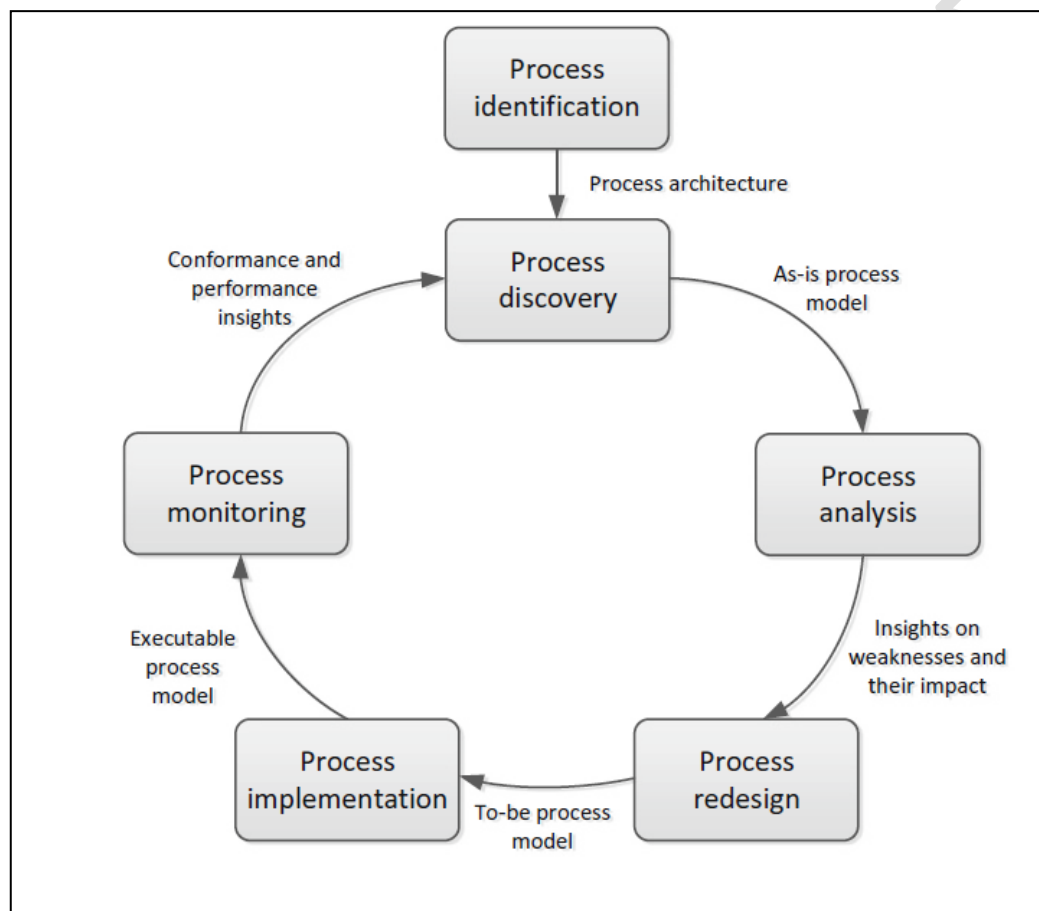 Process
identification
Process architecture
Process
discovery
As-is process
model
Process
analysis
Insights on
weaknesses and
their impact
Process
redesign
To-be process
model
Process
implementation
Executable
process
model
Process
monitoring
Conformance and
performance
insights